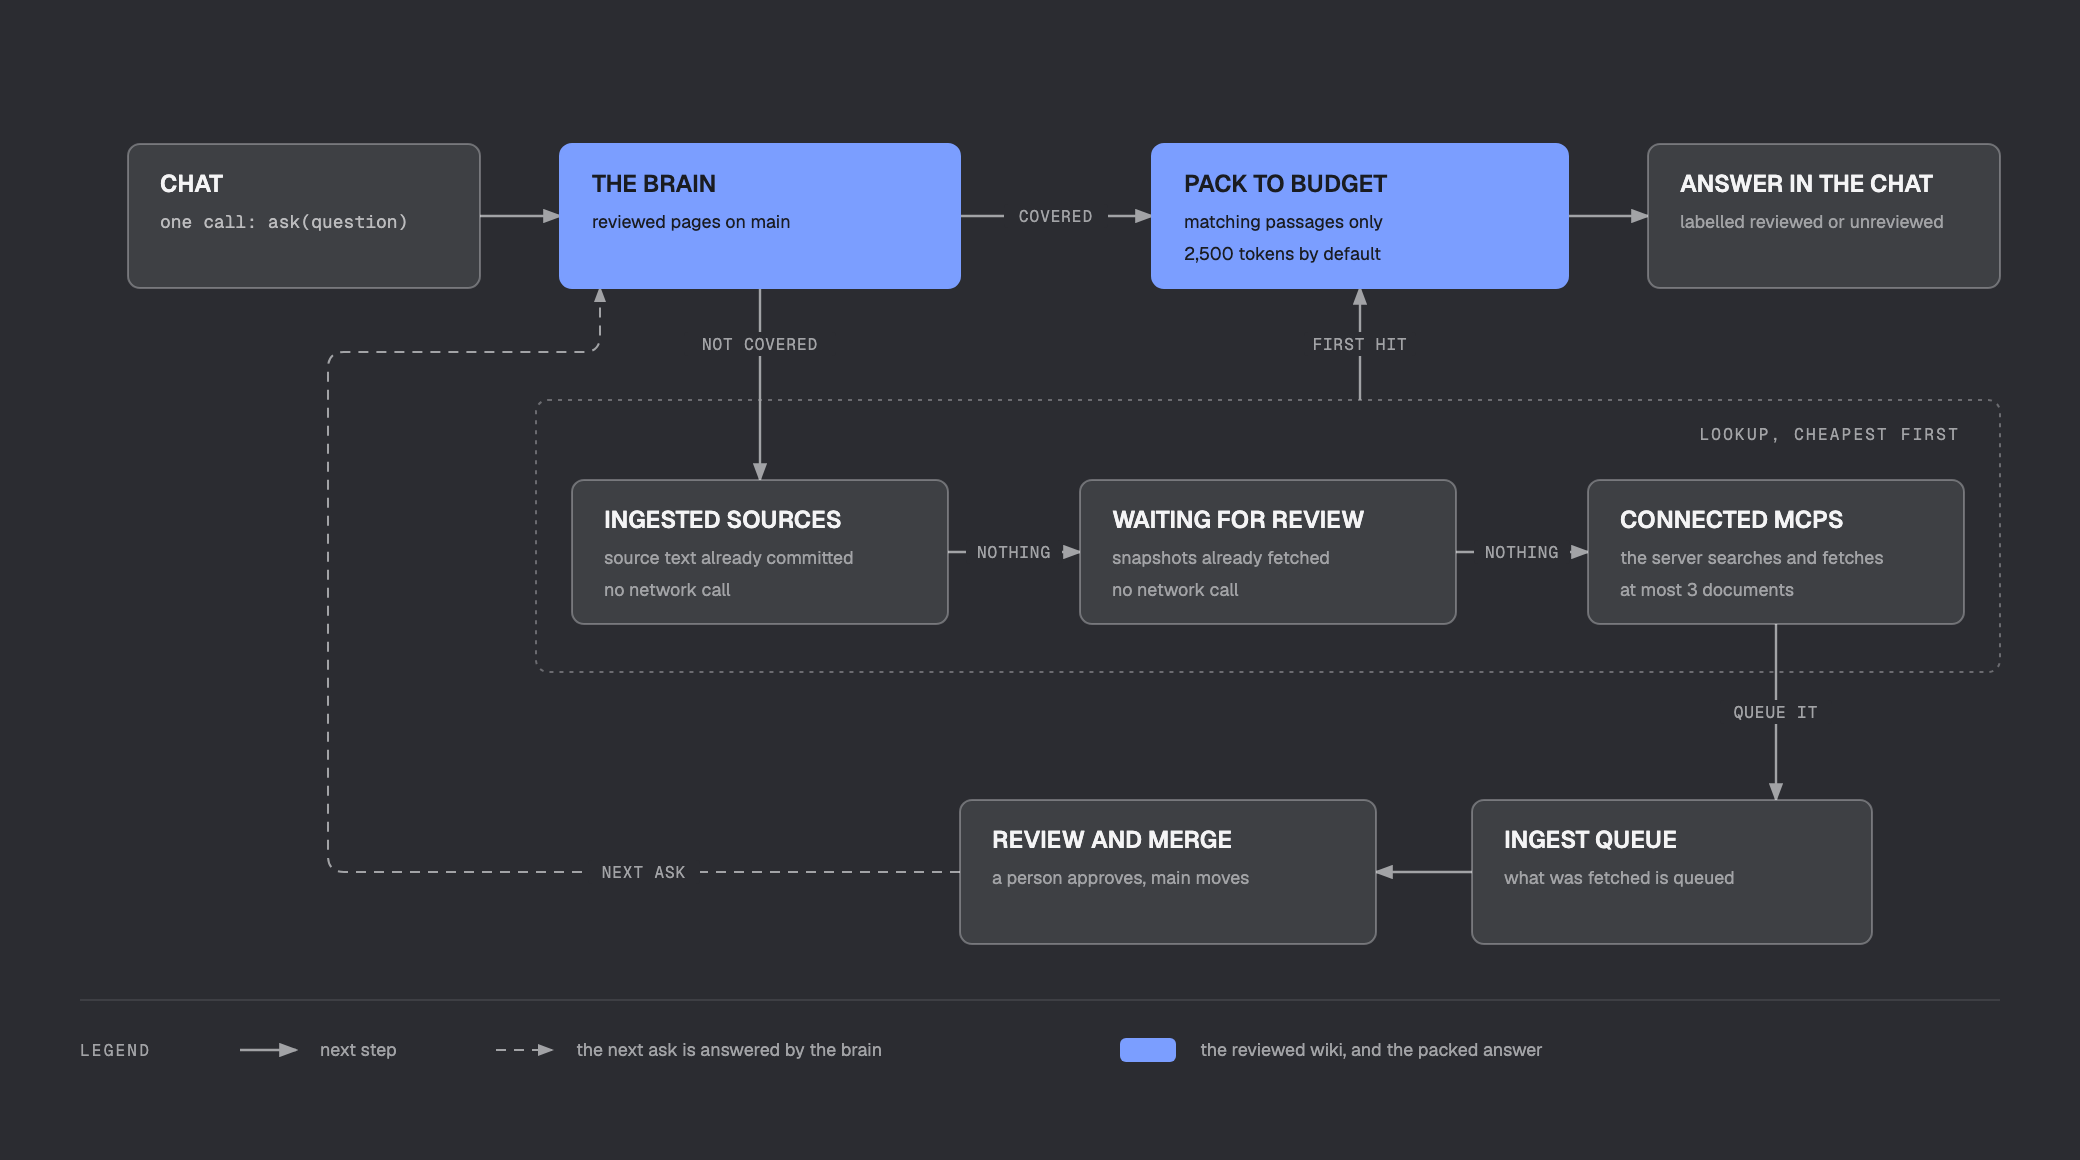 CHAT
one call: ask(question)
THE BRAIN
reviewed pages on main
COVERED
PACK TO BUDGET
matching passages only
2,500 tokens by default
ANSWER IN THE CHAT
labelled reviewed or unreviewed
NOT COVERED
FIRST HIT
LOOKUP, CHEAPEST FIRST
INGESTED SOURCES
source text already committed
no network call
NOTHING
WAITING FOR REVIEW
snapshots already fetched
no network call
NOTHING
CONNECTED MCPS
the server searches and fetches
at most 3 documents
QUEUE IT
NEXT ASK
REVIEW AND MERGE
a person approves, main moves
INGEST QUEUE
what was fetched is queued
LEGEND
next step
the next ask is answered by the brain
the reviewed wiki, and the packed answer